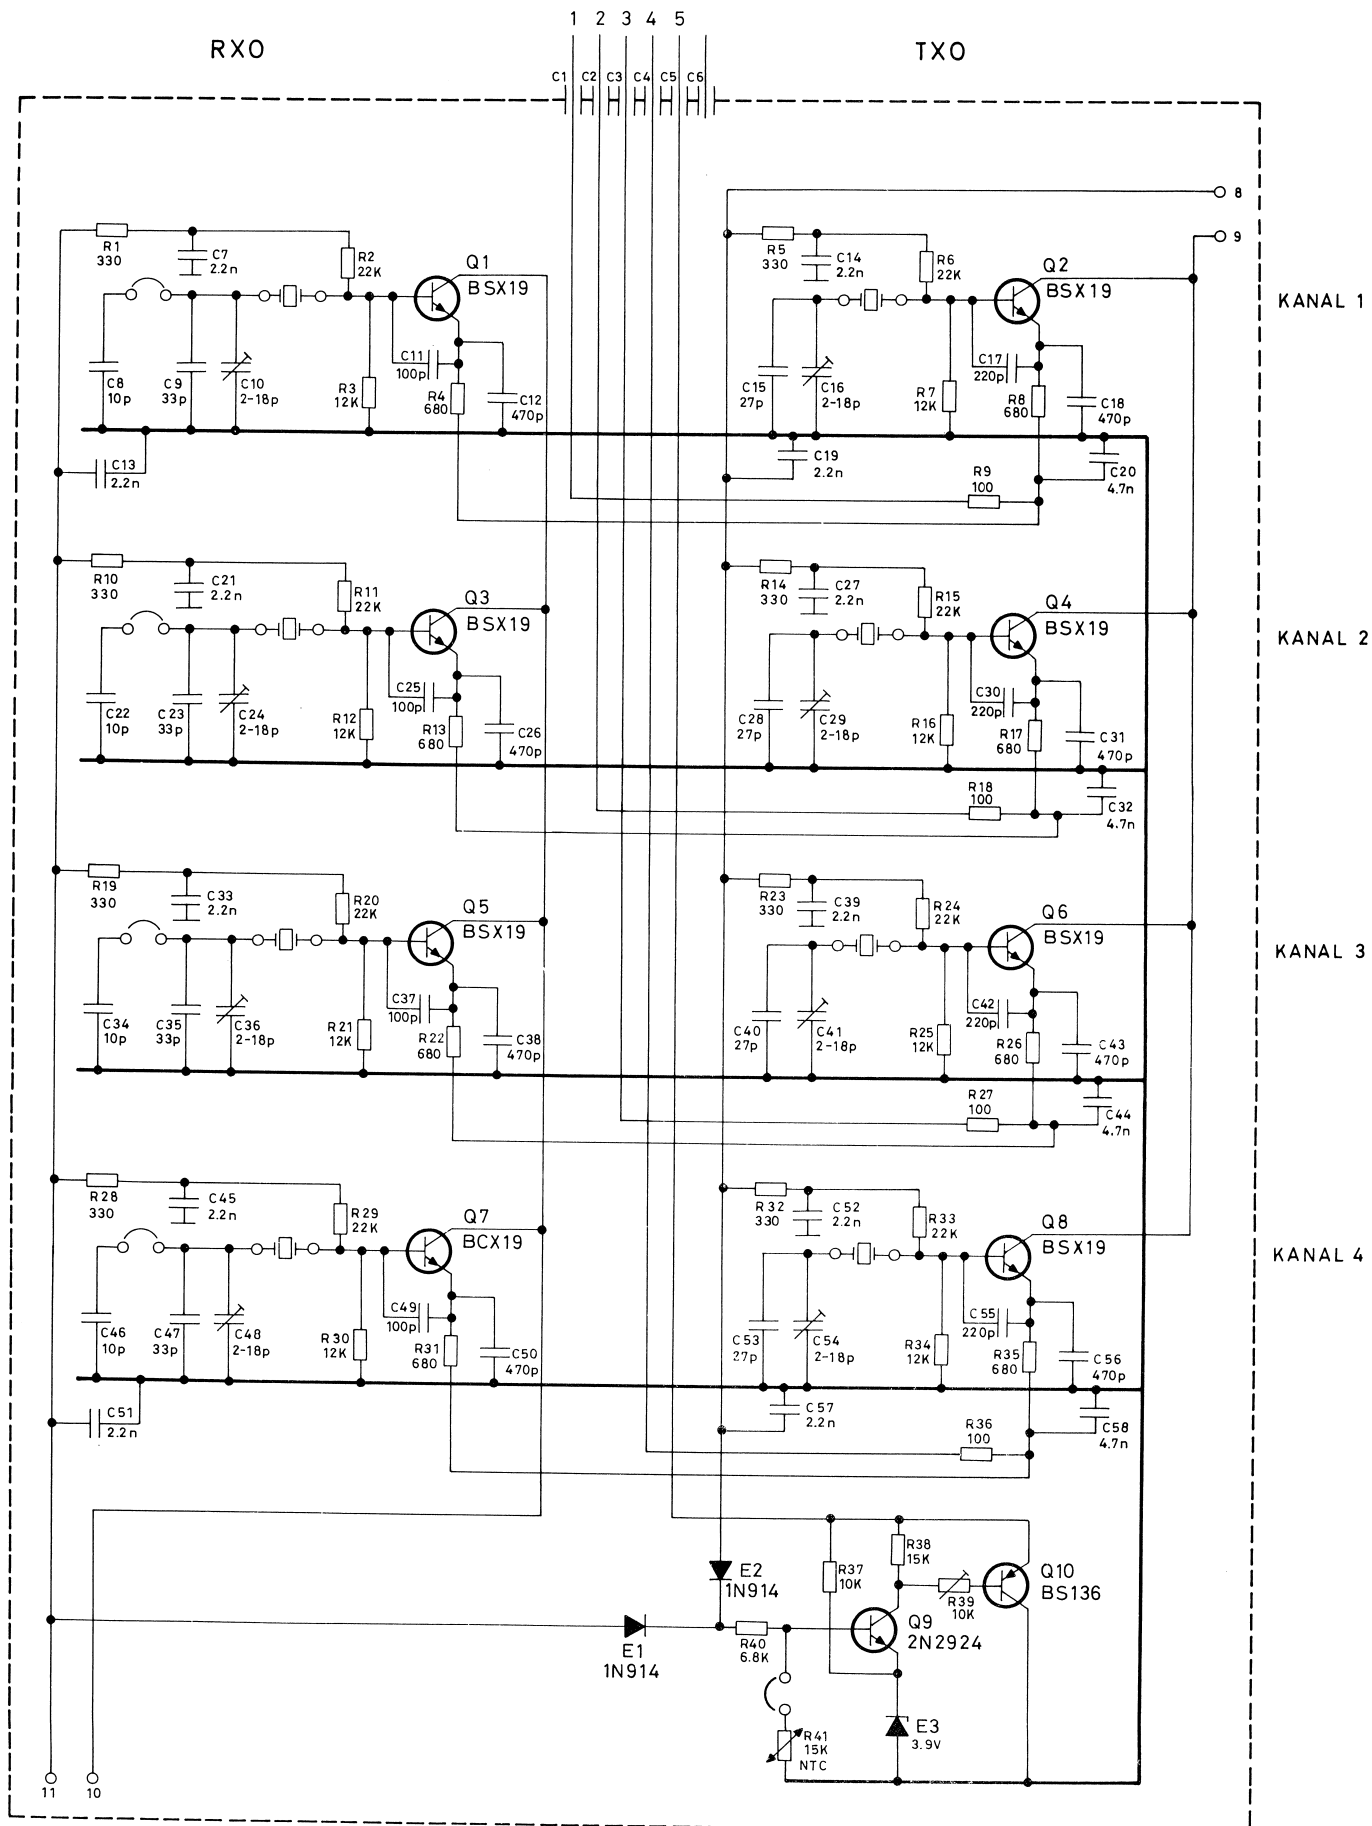 1 2 3 4 5
RXO
TXO
C1 C2 C3 C4 C5 C6
8
9
R1
330
C7
2.2n
R2
22K
Q1
BSX19
C8
10p
C9
33p
C10
2-18p
R3
12K
C11
100p
R4
680
C12
470p
C13
2.2n
R5
330
C14
2.2n
R6
22K
Q2
BSX19
KANAL 1
C15
27p
C16
2-18p
R7
12K
C17
220p
R8
680
C18
470p
C19
2.2n
R9
100
C20
4.7n
R10
330
C21
2.2n
R11
22K
Q3
BSX19
C22
10p
C23
33p
C24
2-18p
R12
12K
C25
100p
R13
680
C26
470p
R14
330
C27
2.2n
R15
22K
Q4
BSX19
KANAL 2
C28
27p
C29
2-18p
R16
12K
C30
220p
R17
680
C31
470p
R18
100
C32
4.7n
R19
330
C33
2.2n
R20
22K
Q5
BSX19
C34
10p
C35
33p
C36
2-18p
R21
12K
C37
100p
R22
680
C38
470p
R23
330
C39
2.2n
R24
22K
Q6
BSX19
KANAL 3
C40
27p
C41
2-18p
R25
12K
C42
220p
R26
680
C43
470p
R27
100
C44
4.7n
R28
330
C45
2.2n
R29
22K
Q7
BCX19
C46
10p
C47
33p
C48
2-18p
R30
12K
C49
100p
R31
680
C50
470p
C51
2.2n
R32
330
C52
2.2n
R33
22K
Q8
BSX19
KANAL 4
C53
27p
C54
2-18p
R34
12K
C55
220p
R35
680
C56
470p
C57
2.2n
R36
100
C58
4.7n
E2
1N914
R37
10K
R38
15K
R39
10K
Q10
BS136
E1
1N914
R40
6.8K
Q9
2N2924
R41
15K
NTC
E3
3.9V
11
10